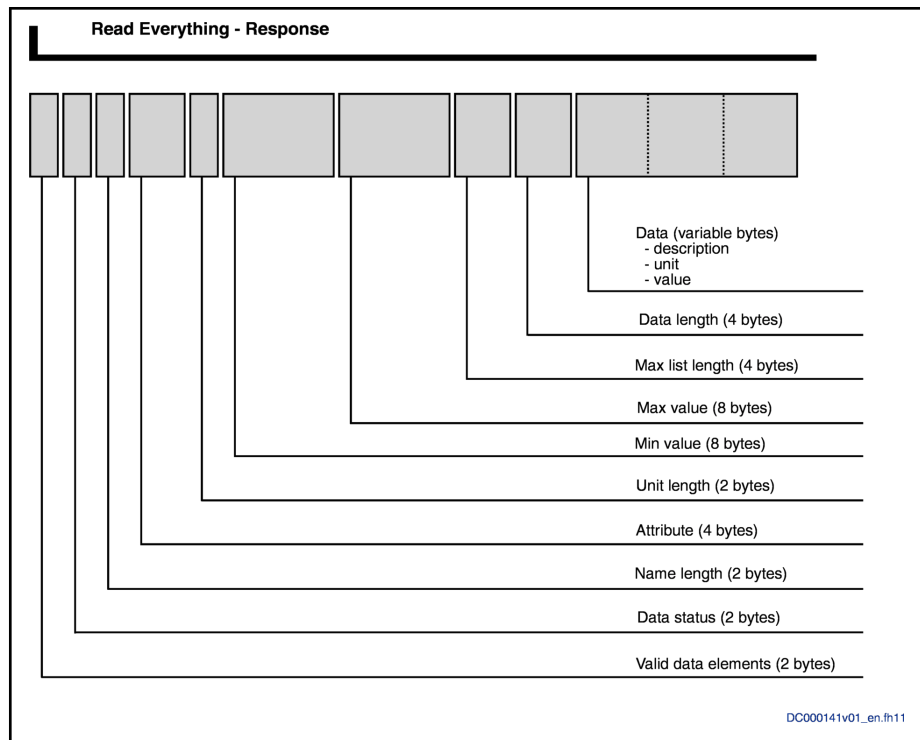 Read Everything - Response
Data (variable bytes)
- description
- unit
- value
Data length (4 bytes)
Max list length (4 bytes)
Max value (8 bytes)
Min value (8 bytes)
Unit length (2 bytes)
Attribute (4 bytes)
Name length (2 bytes)
Data status (2 bytes)
Valid data elements (2 bytes)
DC000141v01_en.fh11